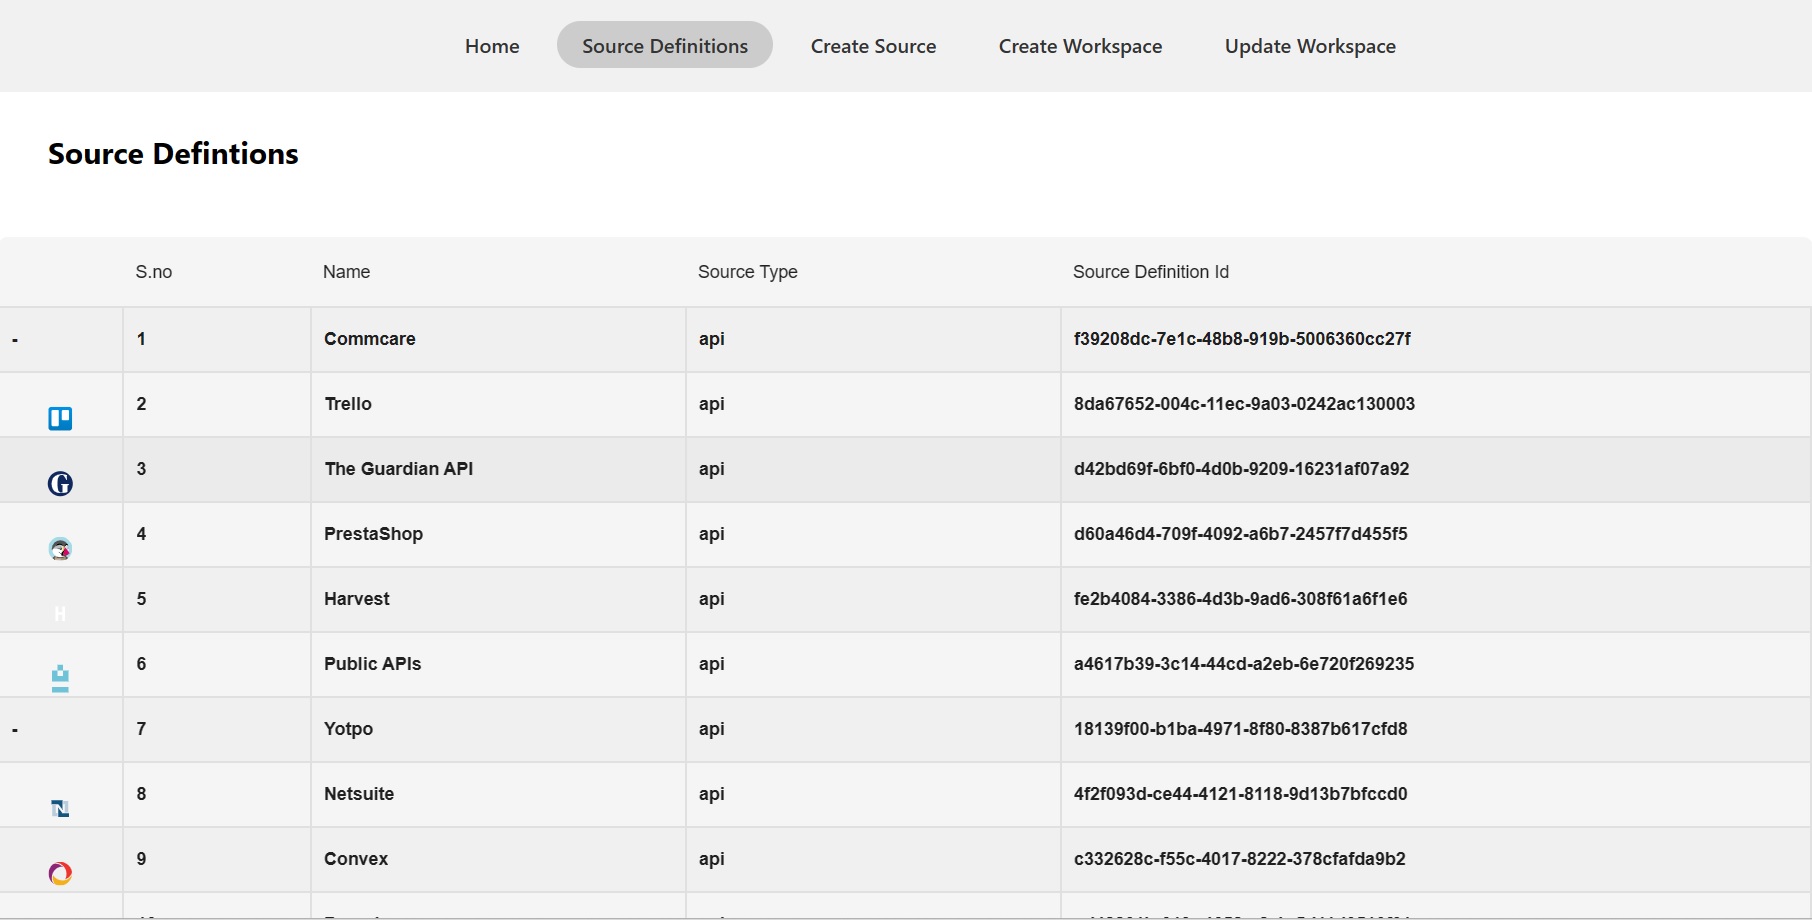 Home Source Definitions Create Source Create Workspace Update Workspace
Source Defintions
S.no Name Source Type Source Definition Id
- 1 Commcare api f39208dc-7e1c-48b8-919b-5006360cc27f
2 Trello api 8da67652-004c-11ec-9a03-0242ac130003
3 The Guardian API api d42bd69f-6bf0-4d0b-9209-16231af07a92
4 PrestaShop api d60a46d4-709f-4092-a6b7-2457f7d455f5
H 5 Harvest api fe2b4084-3386-4d3b-9ad6-308f61a6f1e6
6 Public APIs api a4617b39-3c14-44cd-a2eb-6e720f269235
- 7 Yotpo api 18139f00-b1ba-4971-8f80-8387b617cfd8
N 8 Netsuite api 4f2f093d-ce44-4121-8118-9d13b7bfccd0
9 Convex api c332628c-f55c-4017-8222-378cfafda9b2